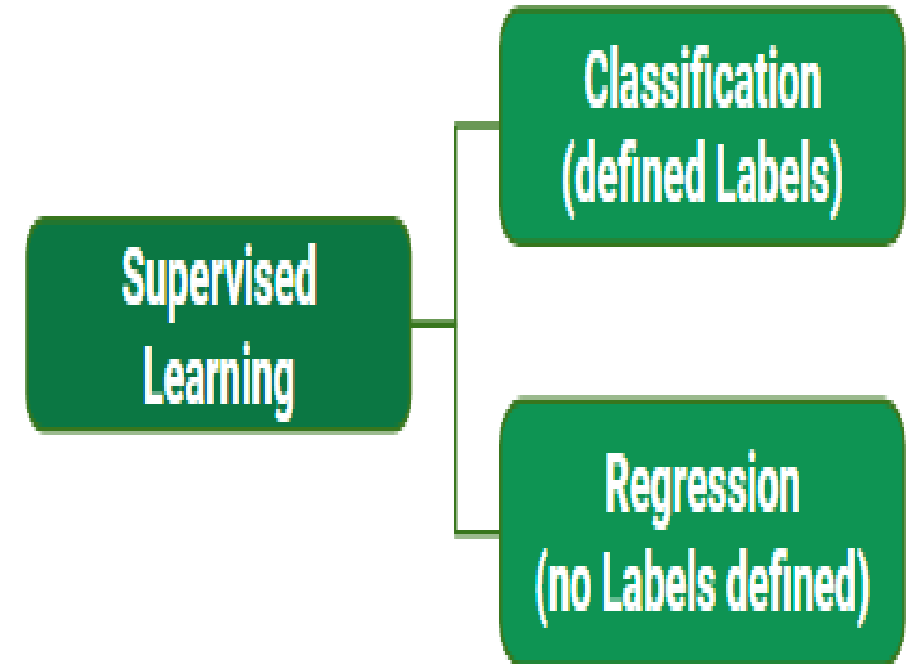 Supervised
Learning
Classification
(defined Labels)
Regression
(no Labels defined)